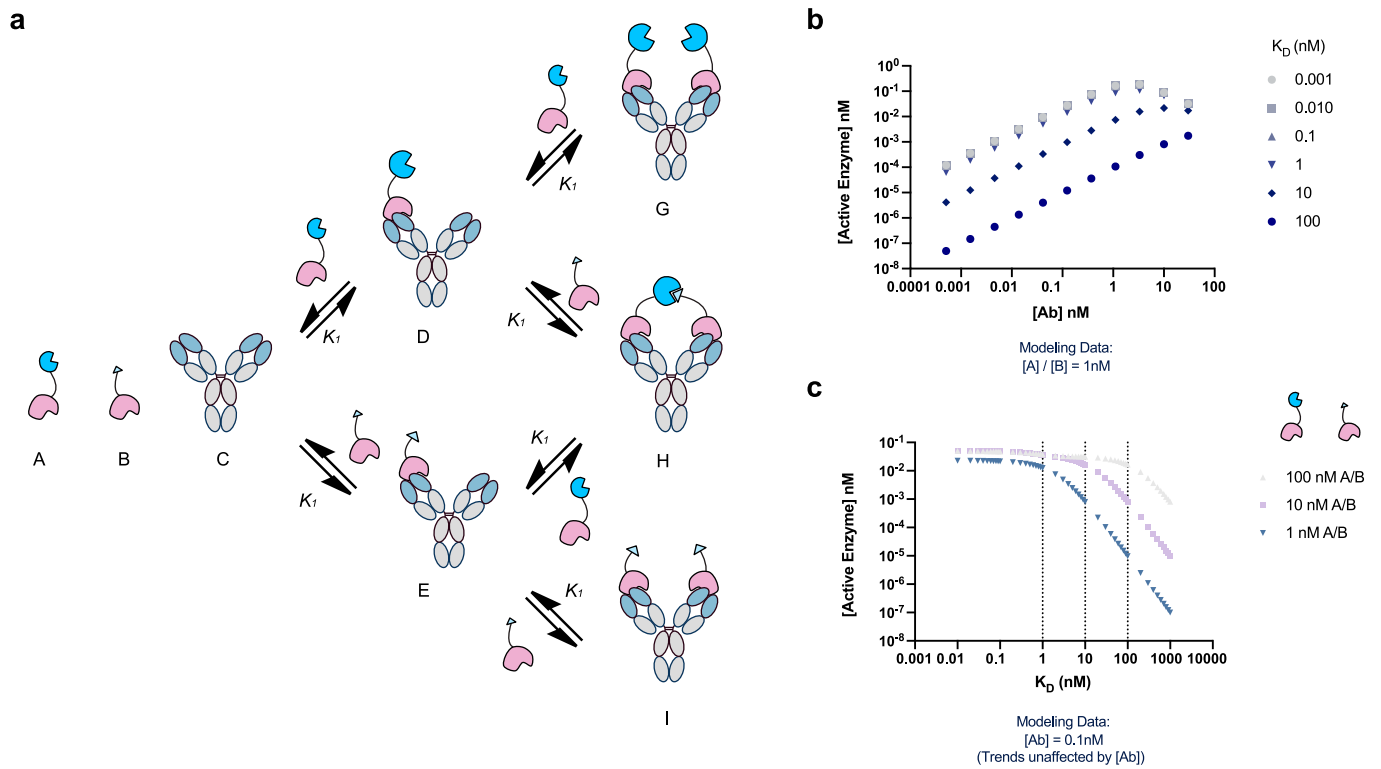 a
A
B
C
D
E
G
H
I
K₁
K₁
K₁
K₁
K₁
K₁
b
K_D (nM)
0.001
0.010
0.1
1
10
100
[Active Enzyme] nM
10⁰
10⁻¹
10⁻²
10⁻³
10⁻⁴
10⁻⁵
10⁻⁶
10⁻⁷
10⁻⁸
0.0001 0.001 0.01 0.1 1 10 100
[Ab] nM
Modeling Data:
[A] / [B] = 1nM
c
[Active Enzyme] nM
10⁻¹
10⁻²
10⁻³
10⁻⁴
10⁻⁵
10⁻⁶
10⁻⁷
10⁻⁸
0.001 0.01 0.1 1 10 100 1000 10000
K_D (nM)
100 nM A/B
10 nM A/B
1 nM A/B
Modeling Data:
[Ab] = 0.1nM
(Trends unaffected by [Ab])